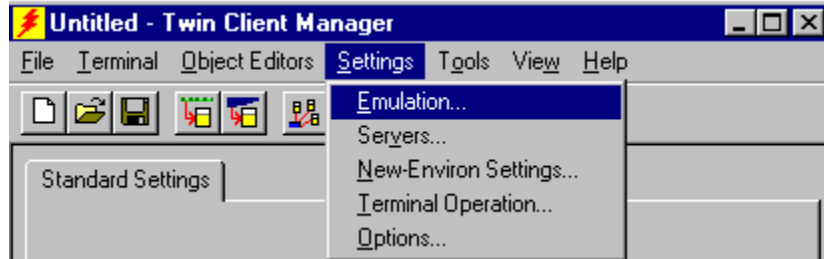 Untitled - Twin Client Manager
File Terminal Object Editors Settings Tools View Help
Emulation...
Servers...
New-Environ Settings...
Terminal Operation...
Options...
Standard Settings